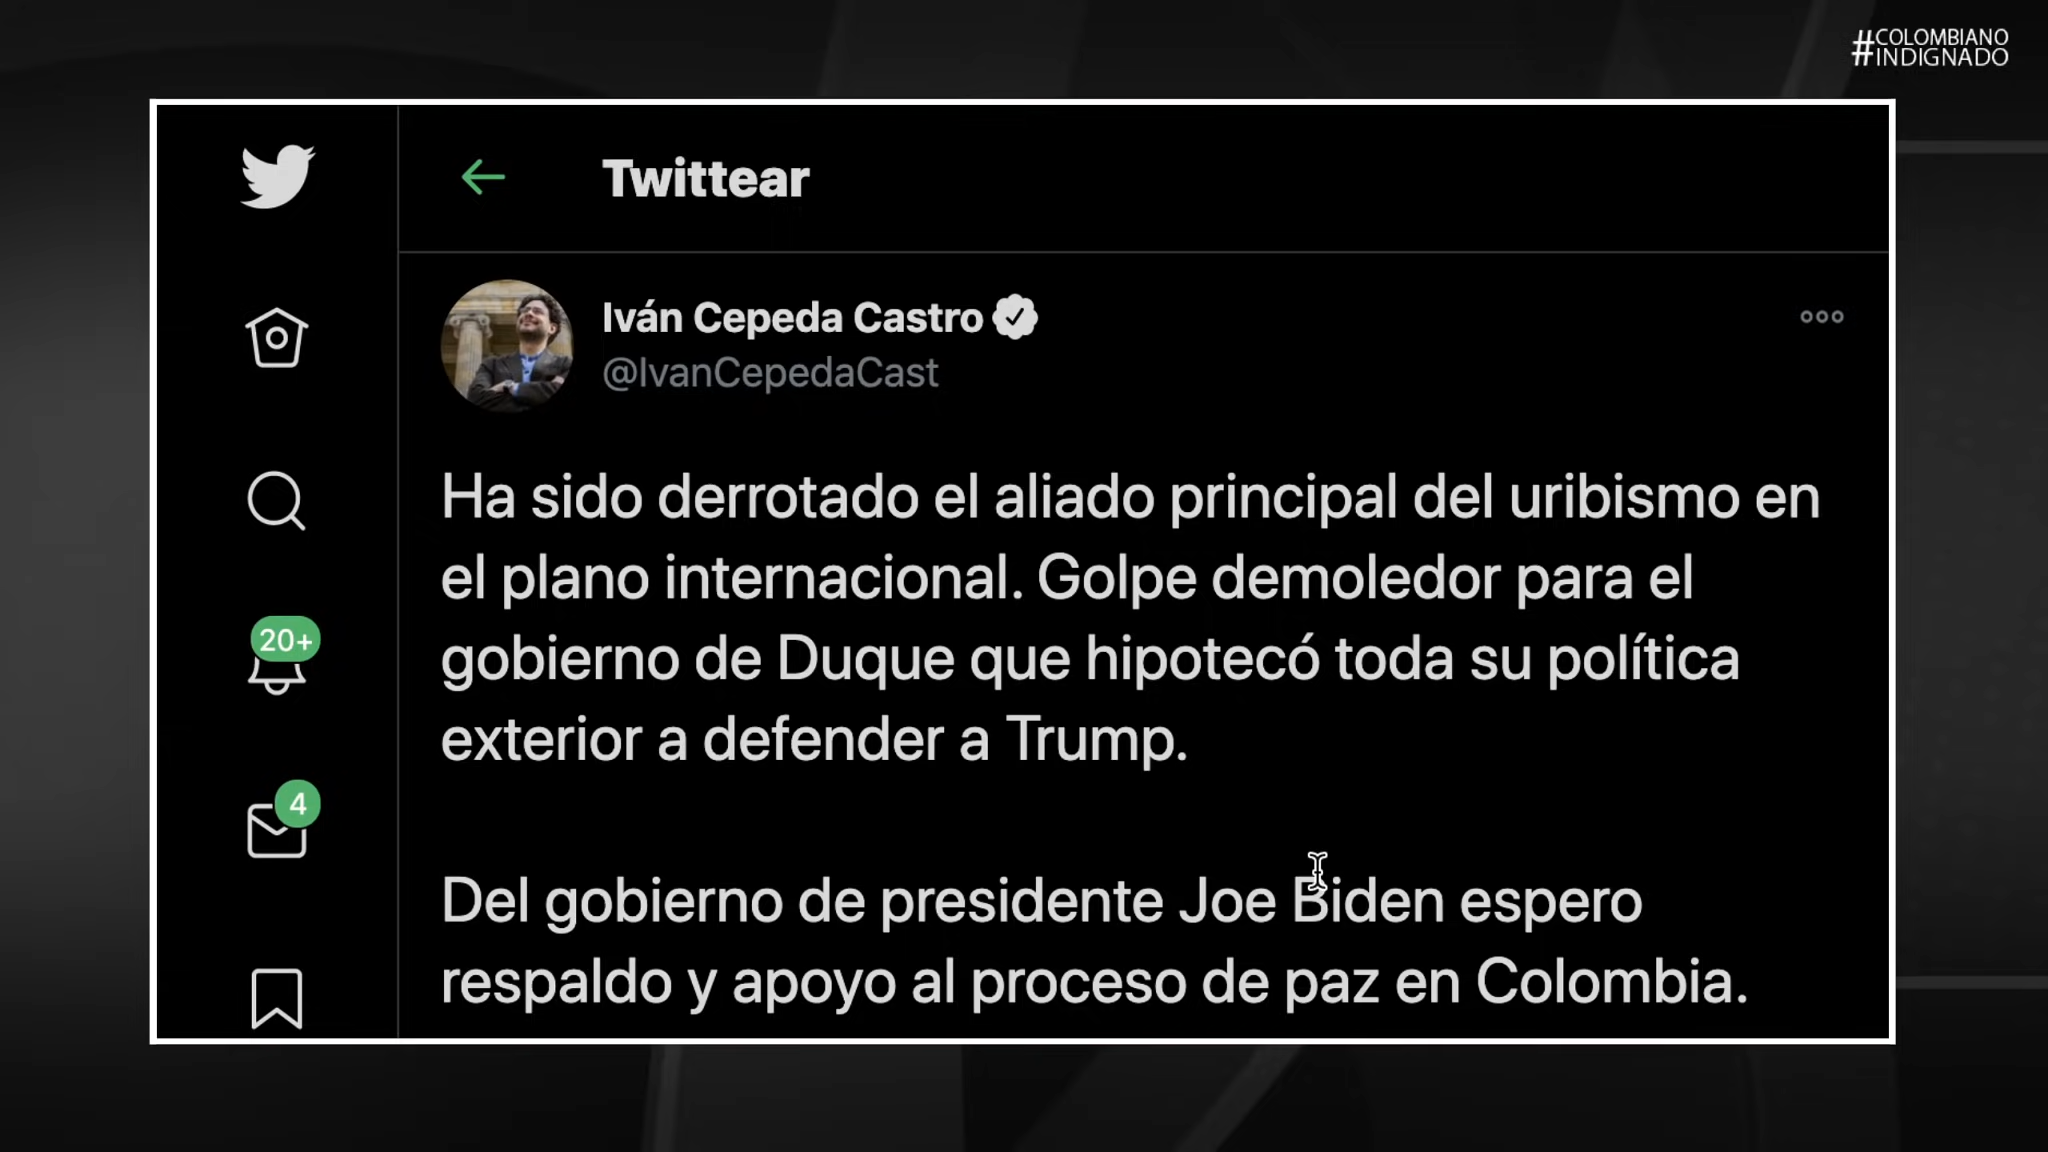 #COLOMBIANO
INDIGNADO
Twittear
Iván Cepeda Castro
@IvanCepedaCast
Ha sido derrotado el aliado principal del uribismo en
el plano internacional. Golpe demoledor para el
gobierno de Duque que hipotecó toda su política
exterior a defender a Trump.
Del gobierno de presidente Joe Biden espero
respaldo y apoyo al proceso de paz en Colombia.
20+
4